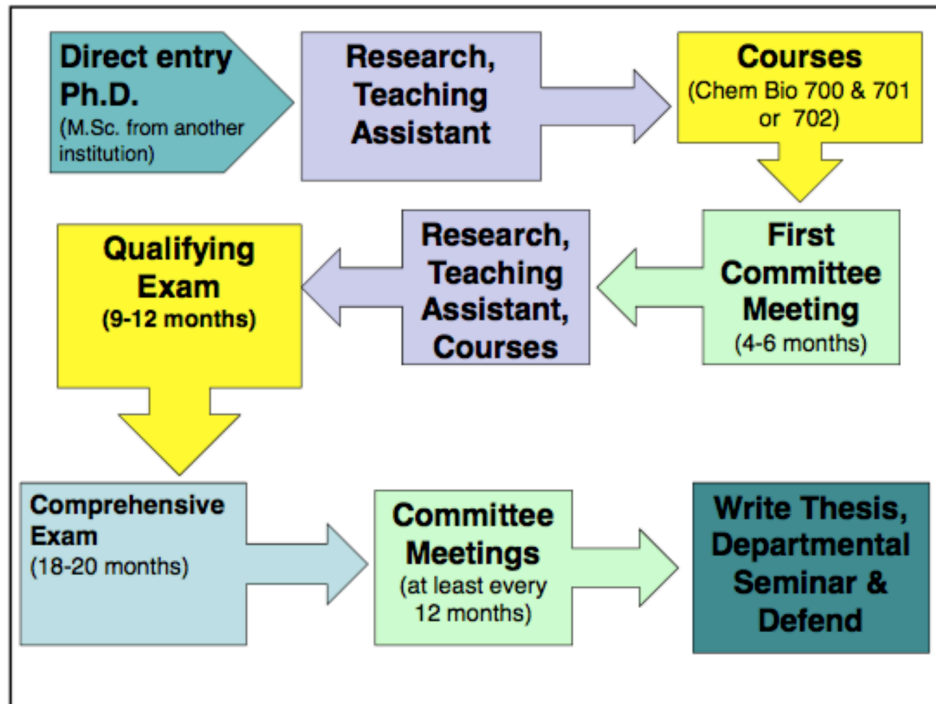 Direct entry
Ph.D.
(M.Sc. from another
institution)
Research,
Teaching
Assistant
Courses
(Chem Bio 700 & 701
or 702)
First
Committee
Meeting
(4-6 months)
Research,
Teaching
Assistant,
Courses
Qualifying
Exam
(9-12 months)
Comprehensive
Exam
(18-20 months)
Committee
Meetings
(at least every
12 months)
Write Thesis,
Departmental
Seminar &
Defend